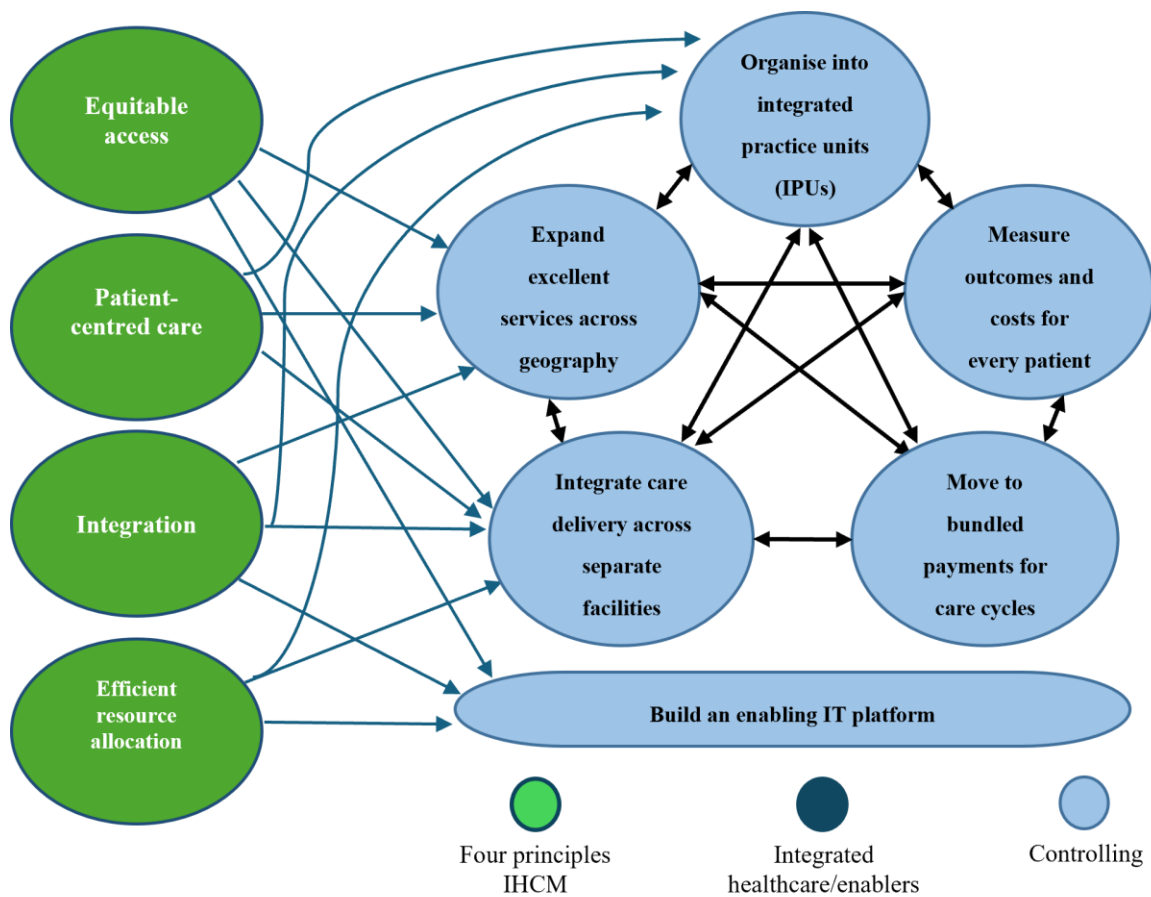 Equitable
access
Patient-
centred care
Integration
Efficient
resource
allocation
Organise into
integrated
practice units
(IPUs)
Expand
excellent
services across
geography
Measure
outcomes and
costs for
every patient
Integrate care
delivery across
separate
facilities
Move to
bundled
payments for
care cycles
Build an enabling IT platform
Four principles
IHCM
Integrated
healthcare/enablers
Controlling